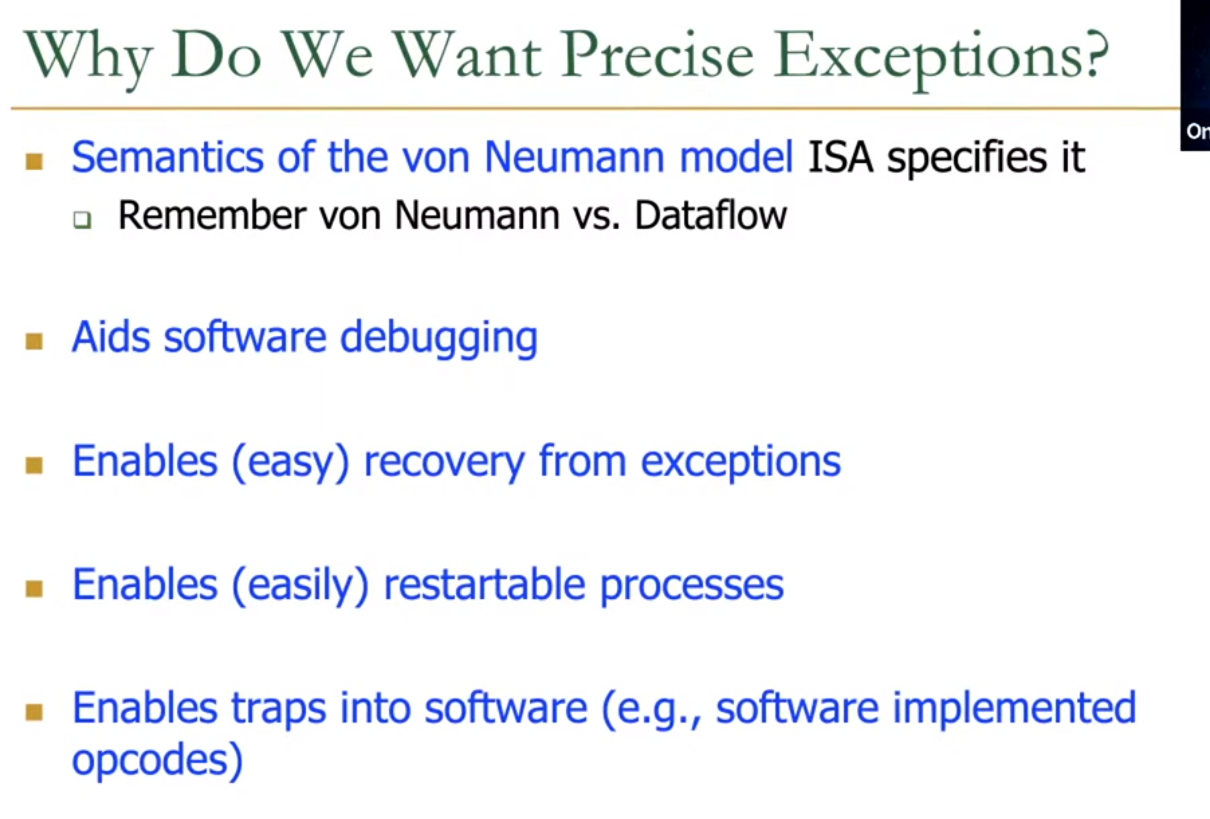 Why Do We Want Precise Exceptions?
Semantics of the von Neumann model ISA specifies it
Remember von Neumann vs. Dataflow
Aids software debugging
Enables (easy) recovery from exceptions
Enables (easily) restartable processes
Enables traps into software (e.g., software implemented
opcodes)